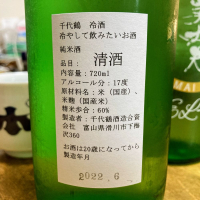 千代鶴 冷酒
冷やして飲みたいお酒
純米酒
品目： 清酒
内容量：720ml
アルコール分：17度
原材料名：米（国産）、
米麹（国産米）
精米歩合：60%
製造者：千代鶴酒造合資
会社 富山県滑川市下梅
沢360
お酒は20歳になってから
製造年月
2022.6